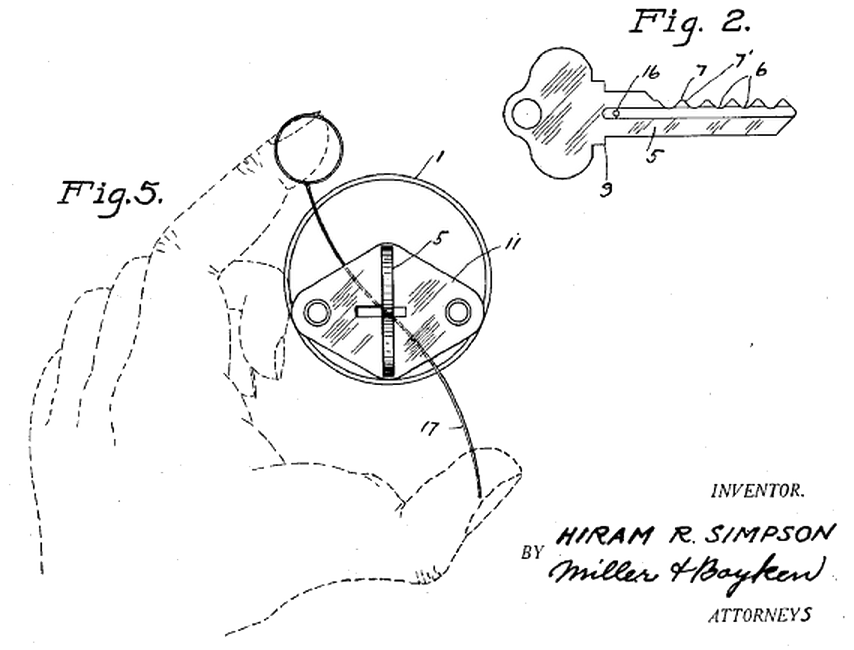 Fig. 2.
7 7' 6
16
5
9
Fig. 5.
1
5
11
17
INVENTOR.
BY HIRAM R. SIMPSON
Miller & Boyken
ATTORNEYS